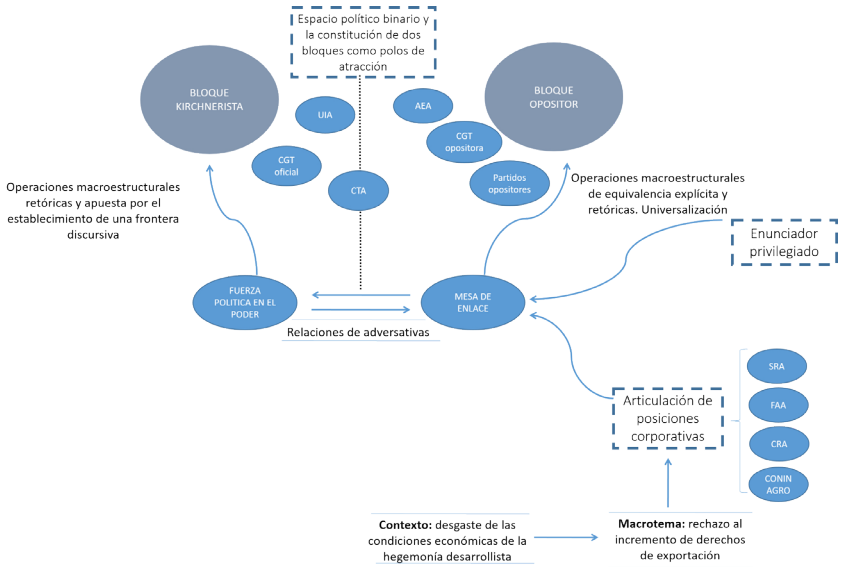 Espacio político binario y
la constitución de dos
bloques como polos de
atracción
BLOQUE
KIRCHNERISTA
BLOQUE
OPOSITOR
UIA
AEA
CGT
opositora
CGT
oficial
CTA
Partidos
opositores
Operaciones macroestructurales
retóricas y apuesta por el
establecimiento de una frontera
discursiva
Operaciones macroestructurales
de equivalencia explícita y
retóricas. Universalización
Enunciador
privilegiado
FUERZA
POLITICA EN EL
PODER
MESA DE
ENLACE
Relaciones de adversativas
Articulación de
posiciones
corporativas
SRA
FAA
CRA
CONIN
AGRO
Contexto: desgaste de las
condiciones económicas de la
hegemonía desarrollista
Macrotema: rechazo al
incremento de derechos
de exportación